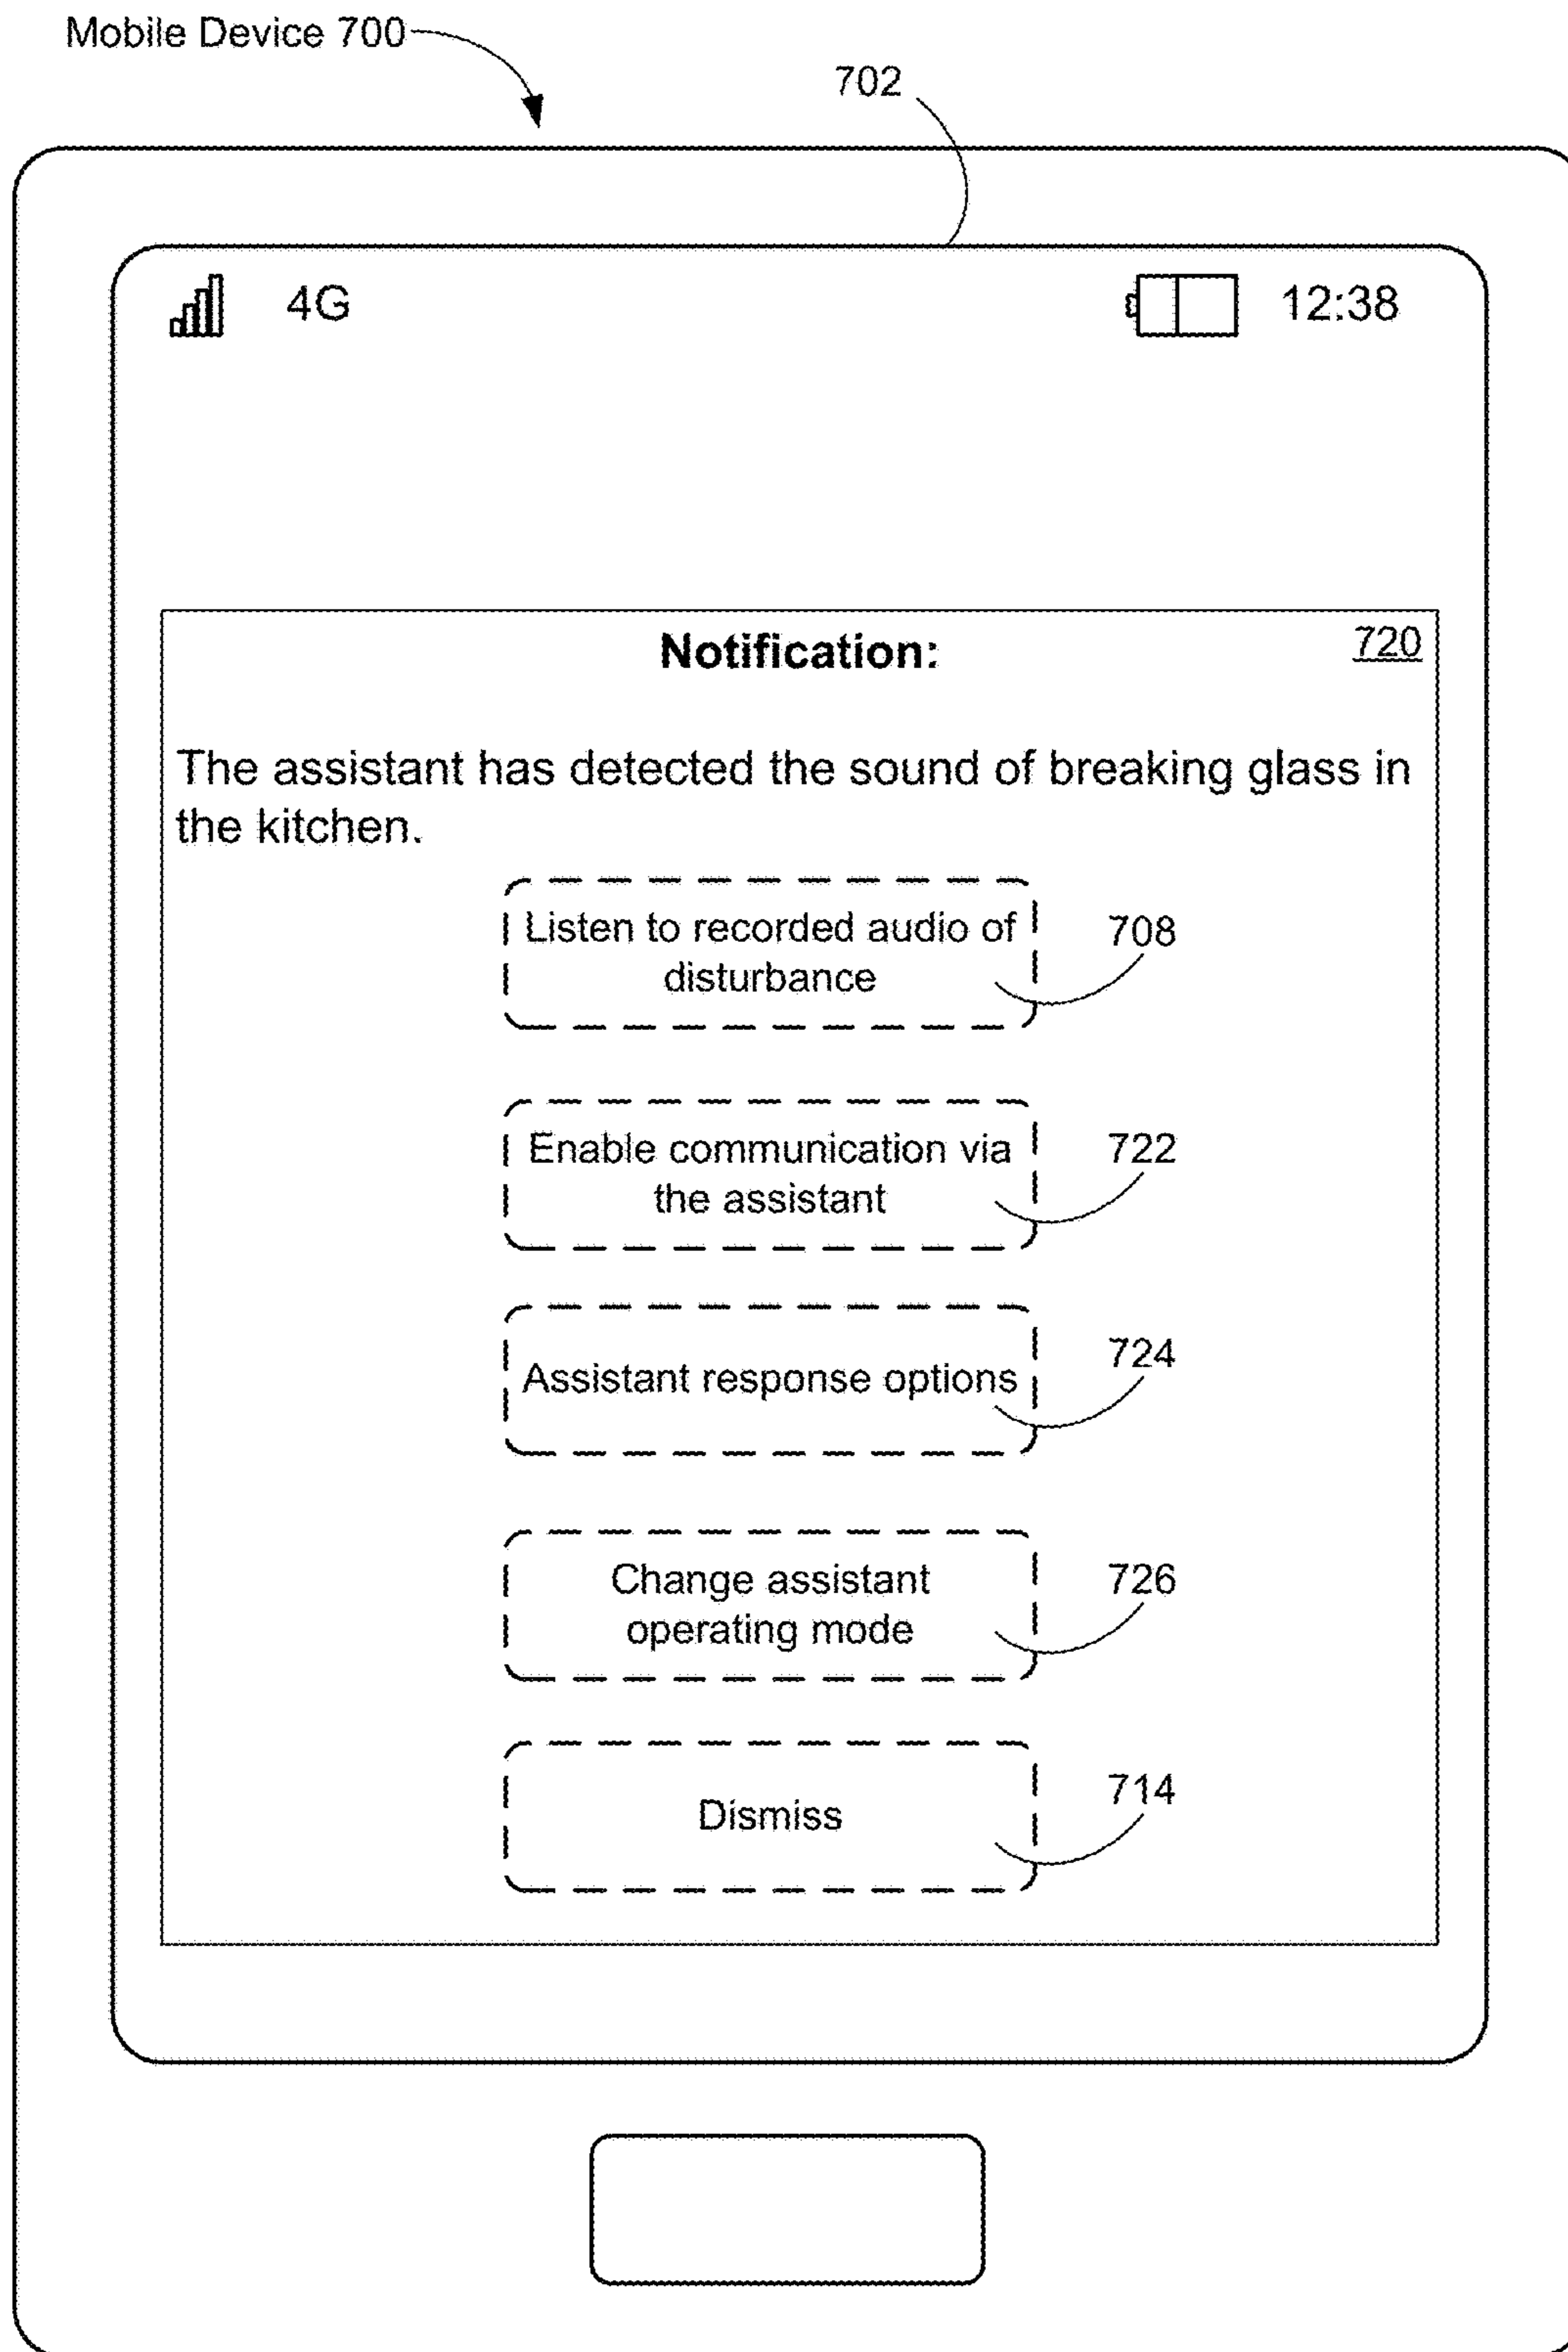 Mobile Device 700
702
4G
12:38
Notification:
720
The assistant has detected the sound of breaking glass in
the kitchen.
Listen to recorded audio of
disturbance
708
Enable communication via
the assistant
722
Assistant response options
724
Change assistant
operating mode
726
Dismiss
714